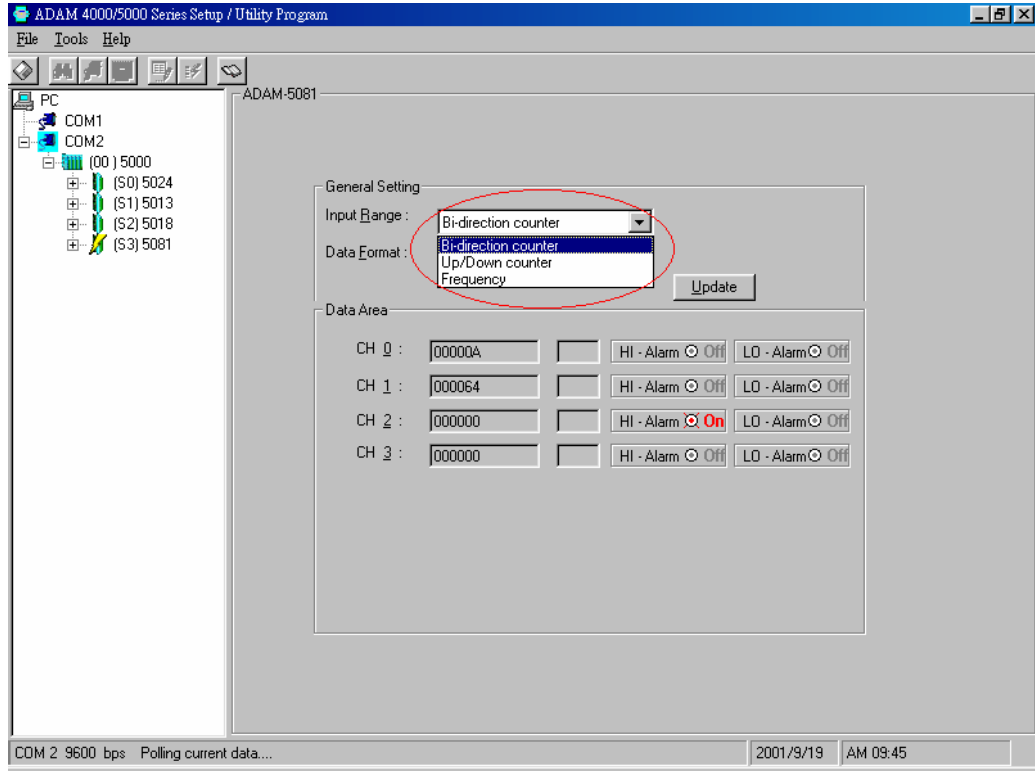 ADAM 4000/5000 Series Setup / Utility Program
File Tools Help
PC
COM1
COM2
(00 ) 5000
(S0) 5024
(S1) 5013
(S2) 5018
(S3) 5081
ADAM-5081
General Setting
Input Range : Bi-direction counter
Bi-direction counter
Data Format :
Up/Down counter
Frequency
Update
Data Area
CH 0 : 00000A HI - Alarm Off LO - Alarm Off
CH 1 : 000064 HI - Alarm Off LO - Alarm Off
CH 2 : 000000 HI - Alarm On LO - Alarm Off
CH 3 : 000000 HI - Alarm Off LO - Alarm Off
COM 2 9600 bps Polling current data.... 2001/9/19 AM 09:45